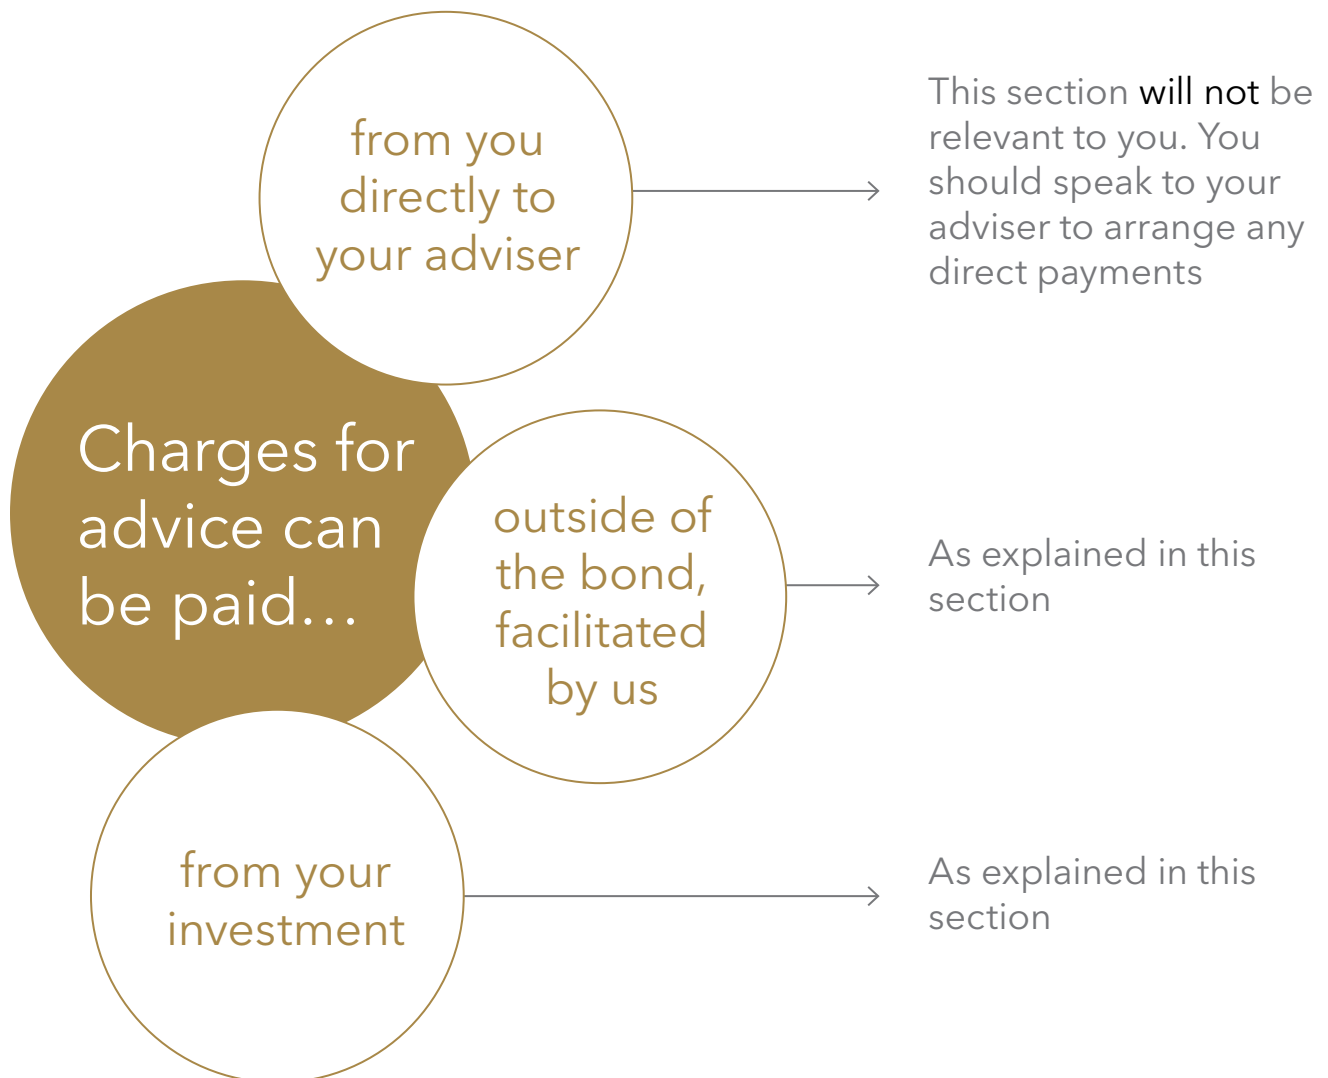 Charges for
advice can
be paid...
from you
directly to
your adviser
This section will not be
relevant to you. You
should speak to your
adviser to arrange any
direct payments
outside of
the bond,
facilitated
by us
As explained in this
section
from your
investment
As explained in this
section